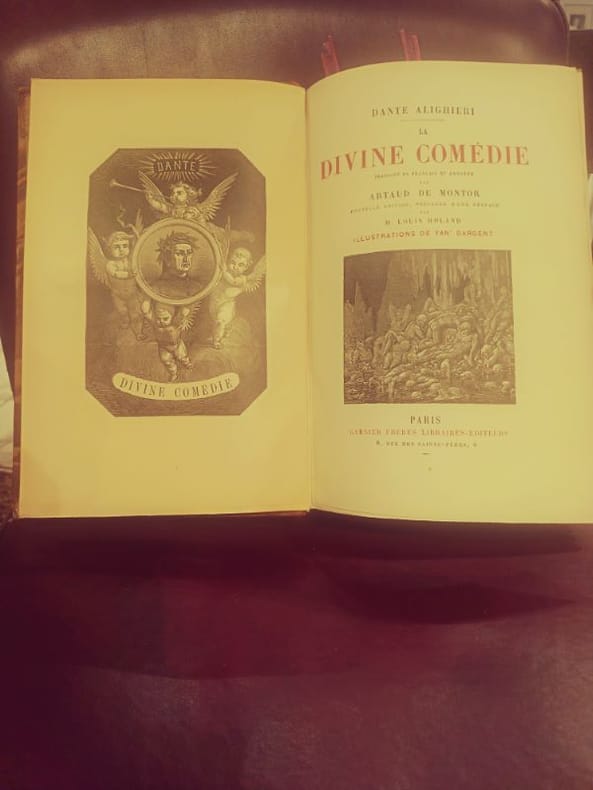 DANTE
DIVINE COMÉDIE
DANTE ALIGHIERI
LA
DIVINE COMÉDIE
TRADUITE EN FRANÇAIS ET ANNOTÉE
PAR
ARTAUD DE MONTOR
NOUVELLE ÉDITION, PRÉCÉDÉE D'UNE PRÉFACE
PAR
M. LOUIS MOLAND
ILLUSTRATIONS DE YAN' DARGENT
PARIS
GARNIER FRÈRES LIBRAIRES-ÉDITEURS
6, RUE DES SAINTS-PÈRES, 6